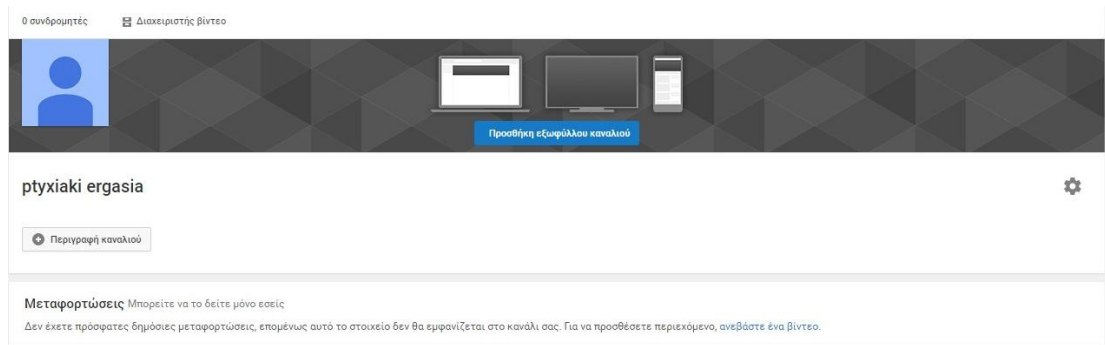 0 συνδρομητές Διαχειριστής βίντεο
Προσθήκη εξωφύλλου καναλιού
ptyxiaki ergasia
Περιγραφή καναλιού
Μεταφορτώσεις Μπορείτε να το δείτε μόνο εσείς
Δεν έχετε πρόσφατες δημόσιες μεταφορτώσεις, επομένως αυτό το στοιχείο δεν θα εμφανίζεται στο κανάλι σας. Για να προσθέσετε περιεχόμενο, ανεβάστε ένα βίντεο.